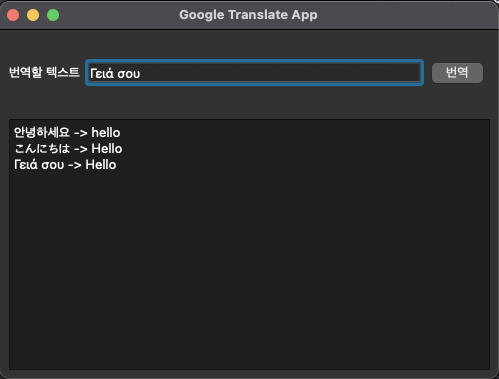 Google Translate App
번역할 텍스트 Γειά σου 번역
안녕하세요 -> hello
こんにちは -> Hello
Γειά σου -> Hello